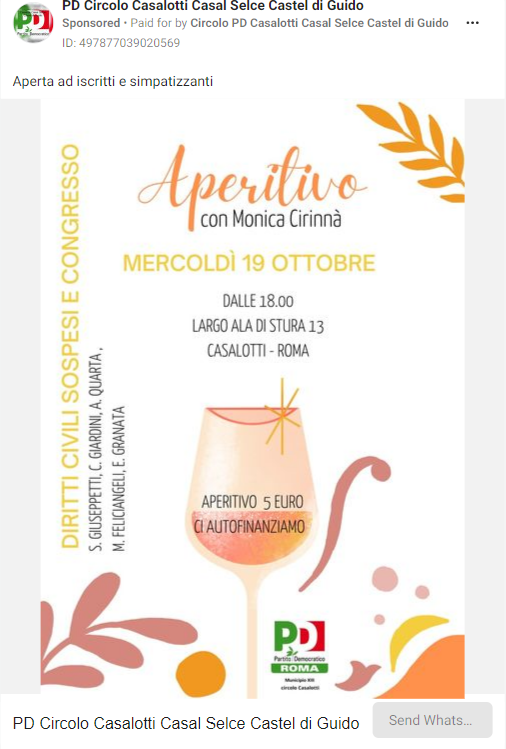 PD Circolo Casalotti Casal Selce Castel di Guido
Sponsored • Paid for by Circolo PD Casalotti Casal Selce Castel di Guido
ID: 497877039020569
Aperta ad iscritti e simpatizzanti
DIRITTI CIVILI SOSPESI E CONGRESSO
S. GIUSEPPETTI, C. GIARDINI, A. QUARTA ,
M. FELICIANGELI, E. GRANATA
Aperitivo
con Monica Cirinnà
MERCOLDÌ 19 OTTOBRE
DALLE 18.00
LARGO ALA DI STURA 13
CASALOTTI - ROMA
APERITIVO 5 EURO
CI AUTOFINANZIAMO
PD
Partito Democratico
ROMA
Municipio XIII
circolo Casalotti
PD Circolo Casalotti Casal Selce Castel di Guido
Send Whats...